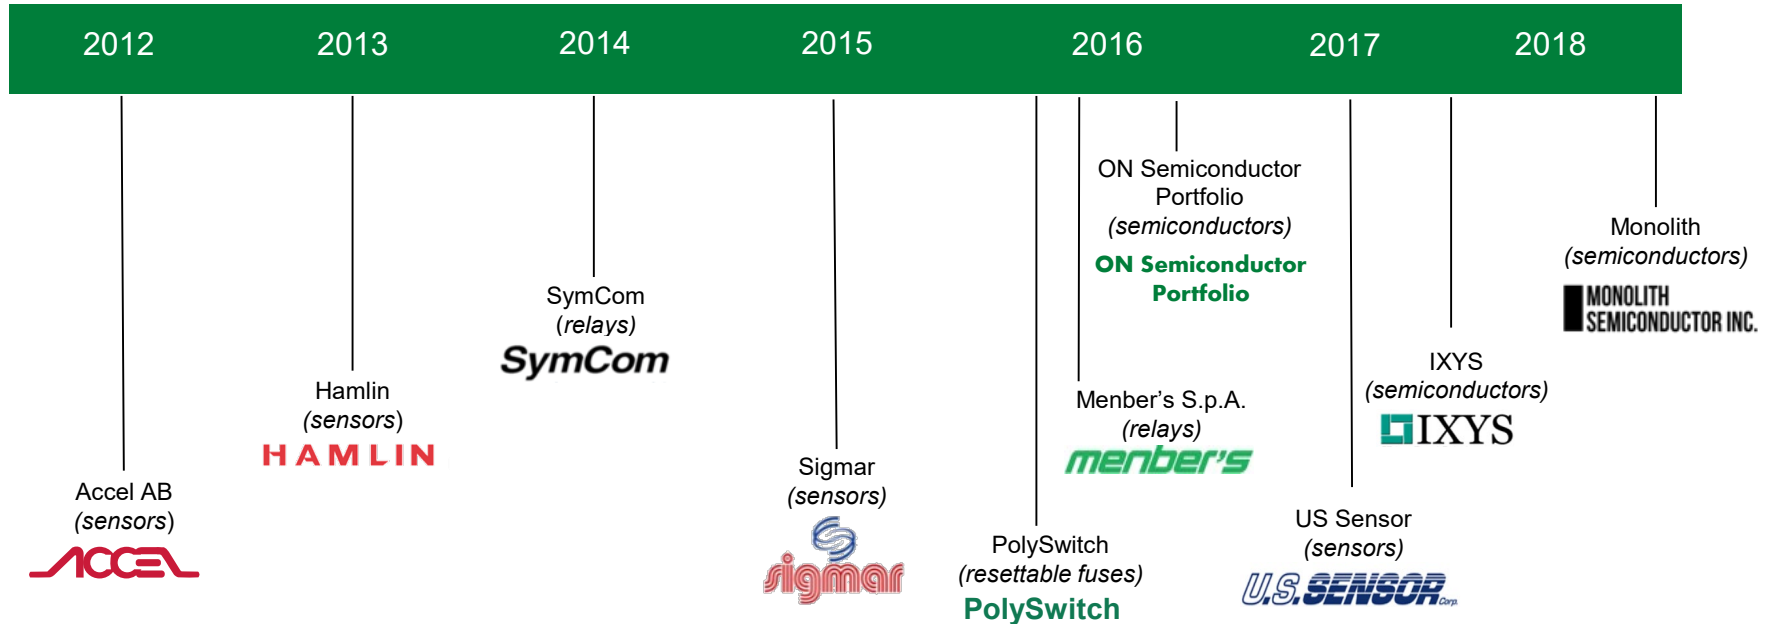 2012
2013
2014
2015
2016
2017
2018
Accel AB
(sensors)
ACCEL
Hamlin
(sensors)
HAMLIN
SymCom
(relays)
SymCom
Sigmar
(sensors)
sigmar
PolySwitch
(resettable fuses)
PolySwitch
Menber's S.p.A.
(relays)
menber's
ON Semiconductor
Portfolio
(semiconductors)
ON Semiconductor
Portfolio
US Sensor
(sensors)
U.S. SENSOR Corp.
IXYS
(semiconductors)
IXYS
Monolith
(semiconductors)
MONOLITH
SEMICONDUCTOR INC.